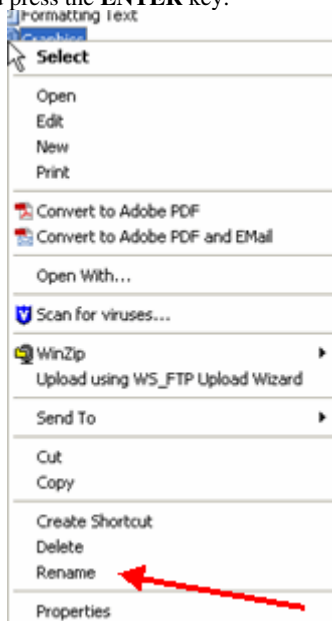 press the ENTER key.
Formatting Text
Graphics
Select
Open
Edit
New
Print
Convert to Adobe PDF
Convert to Adobe PDF and EMail
Open With...
Scan for viruses...
WinZip
Upload using WS_FTP Upload Wizard
Send To
Cut
Copy
Create Shortcut
Delete
Rename
Properties